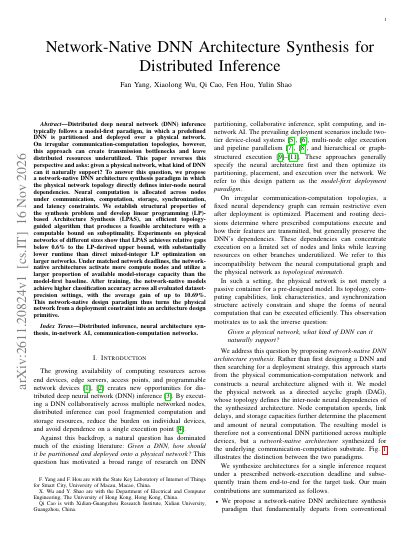 1
Network-Native DNN Architecture Synthesis for
Distributed Inference
Fan Yang, Xiaolong Wu, Qi Cao, Fen Hou, Yulin Shao
arXiv:2611.20824v1 [cs.IT] 16 Nov 2026
Abstract—Distributed deep neural network (DNN) inference
typically follows a model-first paradigm, in which a predefined
DNN is partitioned and deployed over a physical network.
On irregular communication-computation topologies, however,
this approach can create transmission bottlenecks and leave
distributed resources underutilized. This paper reverses this
perspective and asks: given a physical network, what kind of DNN
can it naturally support? To answer this question, we propose
a network-native DNN architecture synthesis paradigm in which
the physical network topology directly defines inter-node neural
dependencies. Neural computation is allocated across nodes
under communication, computation, storage, synchronization,
and latency constraints. We establish structural properties of
the synthesis problem and develop linear programming (LP)-
based Architecture Synthesis (LPAS), an efficient topology-
guided algorithm that produces a feasible architecture with a
computable bound on suboptimality. Experiments on physical
networks of different sizes show that LPAS achieves relative gaps
below 0.6% to the LP-derived upper bound, with substantially
lower runtime than direct mixed-integer LP optimization on
larger networks. Under matched network deadlines, the network-
native architectures activate more compute nodes and utilize a
larger proportion of available model-storage capacity than the
model-first baseline. After training, the network-native models
achieve higher classification accuracy across all evaluated dataset-
precision settings, with the average gain of up to 10.69%.
This network-native design paradigm thus turns the physical
network from a deployment constraint into an architecture design
primitive.
Index Terms—Distributed inference, neural architecture syn-
thesis, in-network AI, communication-computation networks.
I. INTRODUCTION
The growing availability of computing resources across
end devices, edge servers, access points, and programmable
network devices [1], [2] creates new opportunities for dis-
tributed deep neural network (DNN) inference [3]. By execut-
ing a DNN collaboratively across multiple networked nodes,
distributed inference can pool fragmented computation and
storage resources, reduce the burden on individual devices,
and avoid dependence on a single execution point [4].
Against this backdrop, a natural question has dominated
much of the existing literature: Given a DNN, how should
it be partitioned and deployed onto a physical network? This
question has motivated a broad range of research on DNN
F. Yang and F. Hou are with the State Key Laboratory of Internet of Things
for Smart City, University of Macau, Macao, China.
X. Wu and Y. Shao are with the Department of Electrical and Computer
Engineering, The University of Hong Kong, Hong Kong, China.
Qi Cao is with Xidian-Guangzhou Research Institute, Xidian University,
Guangzhou, China.
partitioning, collaborative inference, split computing, and in-
network AI. The prevailing deployment scenarios include two-
tier device-cloud systems [5], [6], multi-node edge execution
and pipeline parallelism [7], [8], and hierarchical or graph-
structured execution [9]–[11]. These approaches generally
specify the neural architecture first and then optimize its
partitioning, placement, and execution over the network. We
refer to this design pattern as the model-first deployment
paradigm.
On irregular communication-computation topologies, a
fixed neural dependency graph can remain restrictive even
after deployment is optimized. Placement and routing deci-
sions determine where prescribed computations execute and
how their features are transmitted, but generally preserve the
DNN's dependencies. These dependencies can concentrate
execution on a limited set of nodes and links while leaving
resources on other branches underutilized. We refer to this
incompatibility between the neural computational graph and
the physical network as topological mismatch.
In such a setting, the physical network is not merely a
passive container for a pre-designed model. Its topology, com-
puting capabilities, link characteristics, and synchronization
structure actively constrain and shape the forms of neural
computation that can be executed efficiently. This observation
motivates us to ask the inverse question:
Given a physical network, what kind of DNN can it
naturally support?
We address this question by proposing network-native DNN
architecture synthesis. Rather than first designing a DNN and
then searching for a deployment strategy, this approach starts
from the physical communication-computation network and
constructs a neural architecture aligned with it. We model
the physical network as a directed acyclic graph (DAG),
whose topology defines the inter-node neural dependencies of
the synthesized architecture. Node computation speeds, link
delays, and storage capacities further determine the placement
and amount of neural computation. The resulting model is
therefore not a conventional DNN partitioned across multiple
devices, but a network-native architecture synthesized for
the underlying communication-computation substrate. Fig. 1
illustrates the distinction between the two paradigms.
We synthesize architectures for a single inference request
under a prescribed network-execution deadline and subse-
quently train them end-to-end for the target task. Our main
contributions are summarized as follows.
• We propose a network-native DNN architecture synthesis
paradigm that fundamentally departs from conventional